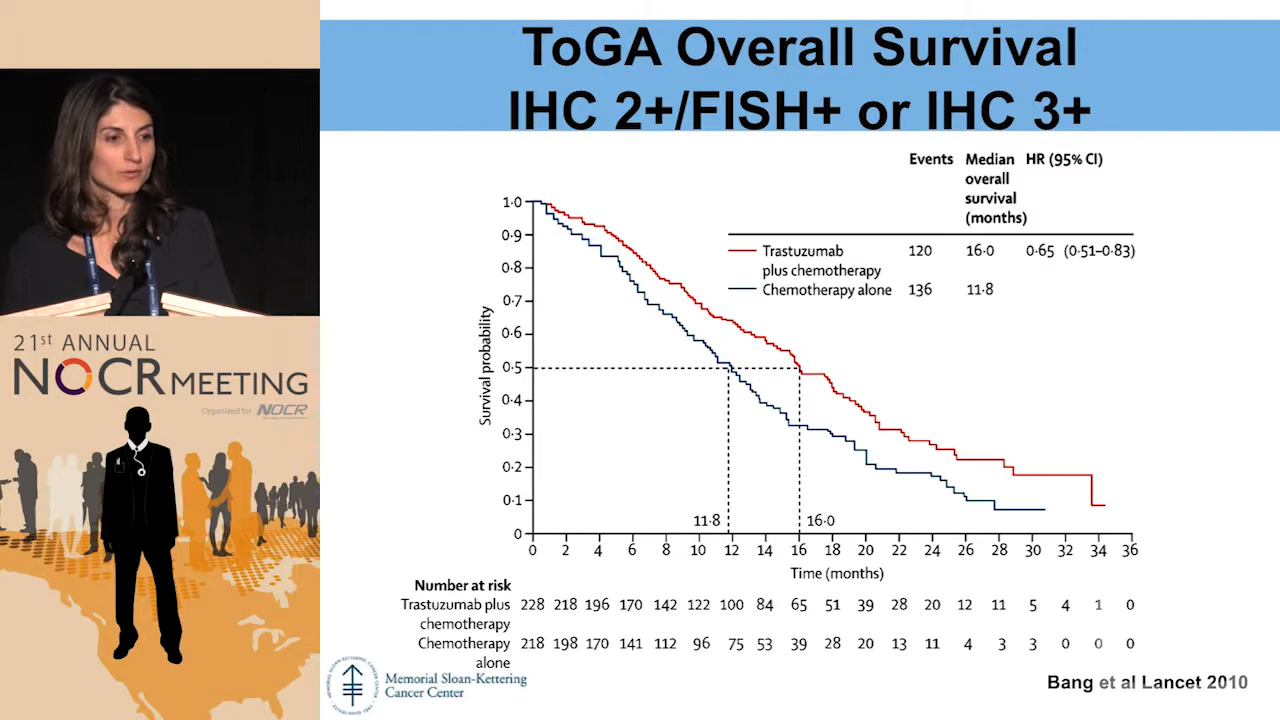 ToGA Overall Survival
IHC 2+/FISH+ or IHC 3+
21st ANNUAL
NOCR MEETING
Organized for NOCR
Events Median overall survival (months) HR (95% CI)
Trastuzumab plus chemotherapy 120 16·0 0·65 (0·51–0·83)
Chemotherapy alone 136 11·8
Survival probability
1·0
0·9
0·8
0·7
0·6
0·5
0·4
0·3
0·2
0·1
0
11·8 16·0
0 2 4 6 8 10 12 14 16 18 20 22 24 26 28 30 32 34 36
Time (months)
Number at risk
Trastuzumab plus chemotherapy 228 218 196 170 142 122 100 84 65 51 39 28 20 12 11 5 4 1 0
Chemotherapy alone 218 198 170 141 112 96 75 53 39 28 20 13 11 4 3 3 0 0 0
Memorial Sloan-Kettering
Cancer Center
Bang et al Lancet 2010